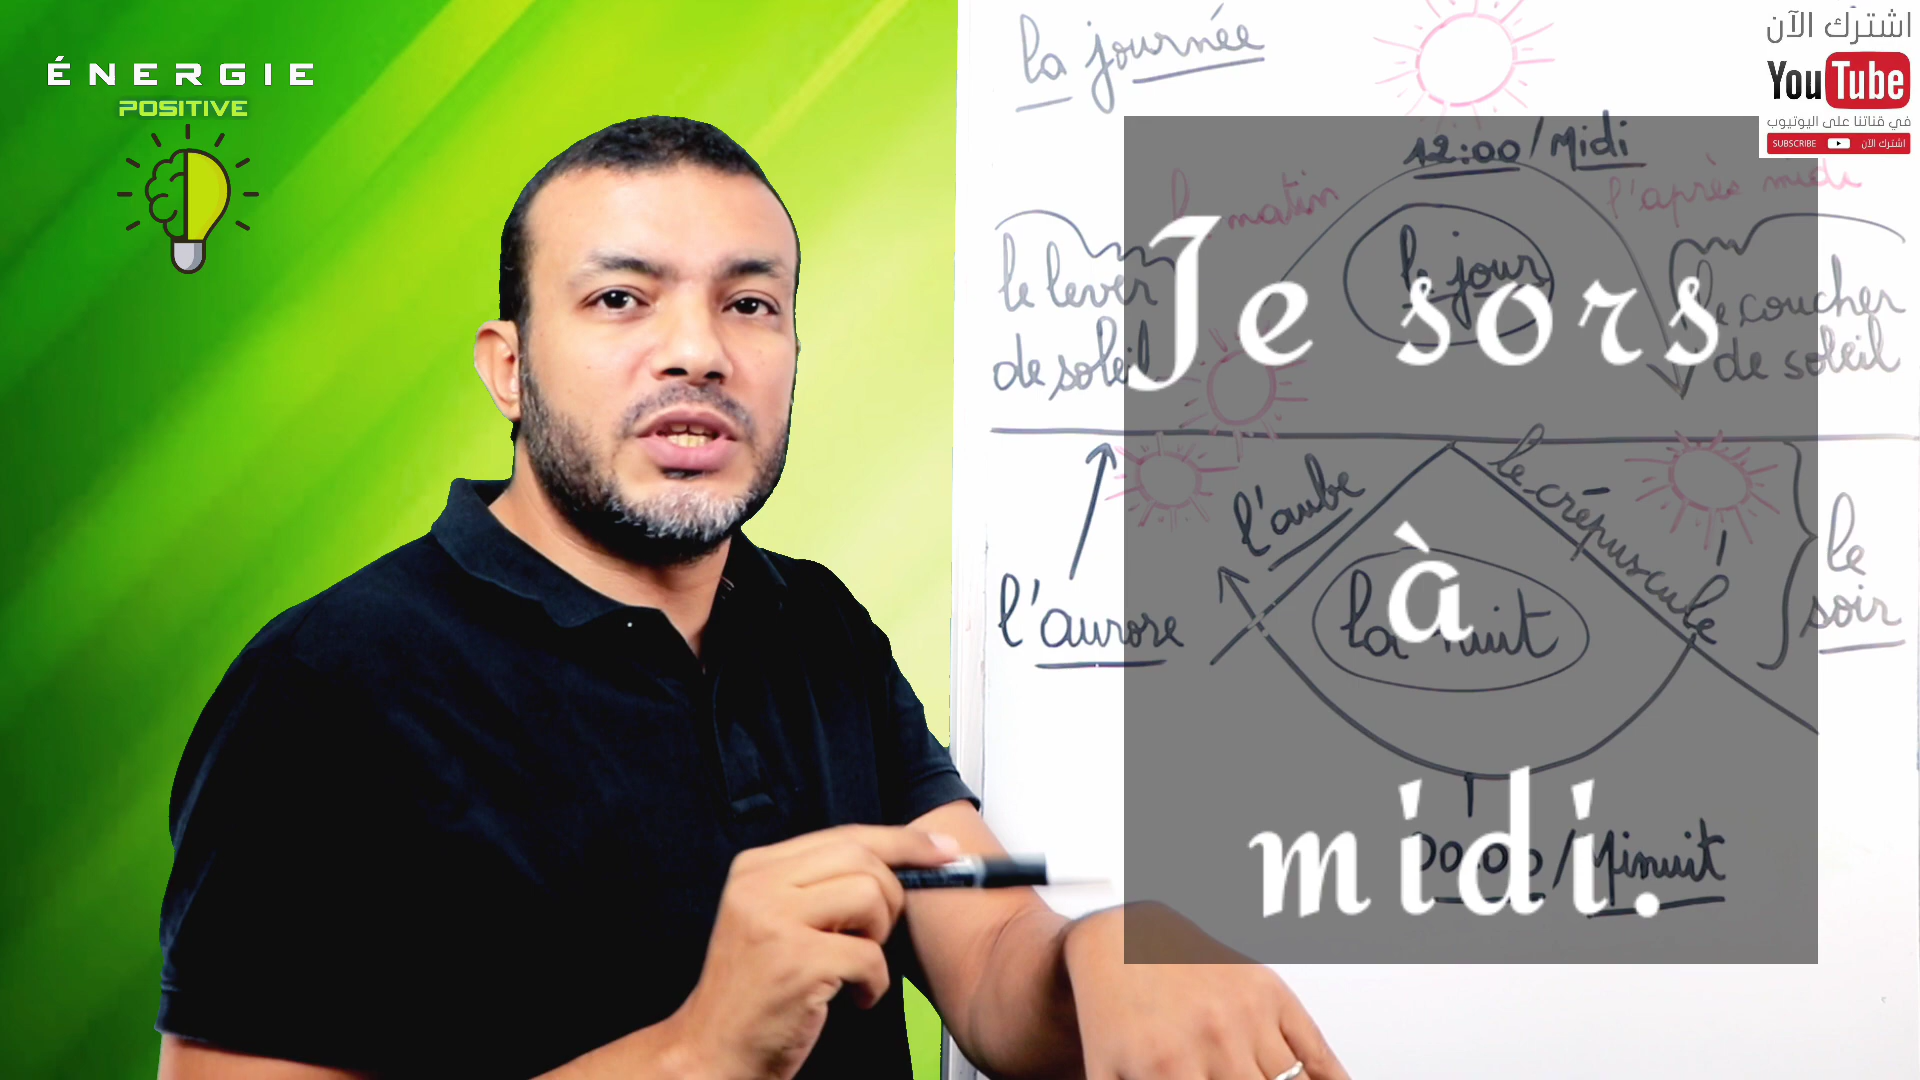 ÉNERGIE
POSITIVE
la journée
اشترك الآن
YouTube
في قناتنا على اليوتيوب
SUBSCRIBE اشترك الآن
12:00 / Midi
le matin
l'après midi
le jour
le lever
de soleil
le coucher
de soleil
Je sors
à
midi.
l'aube
le crépuscule
l'aurore
la nuit
le
soir
00:00 / Minuit